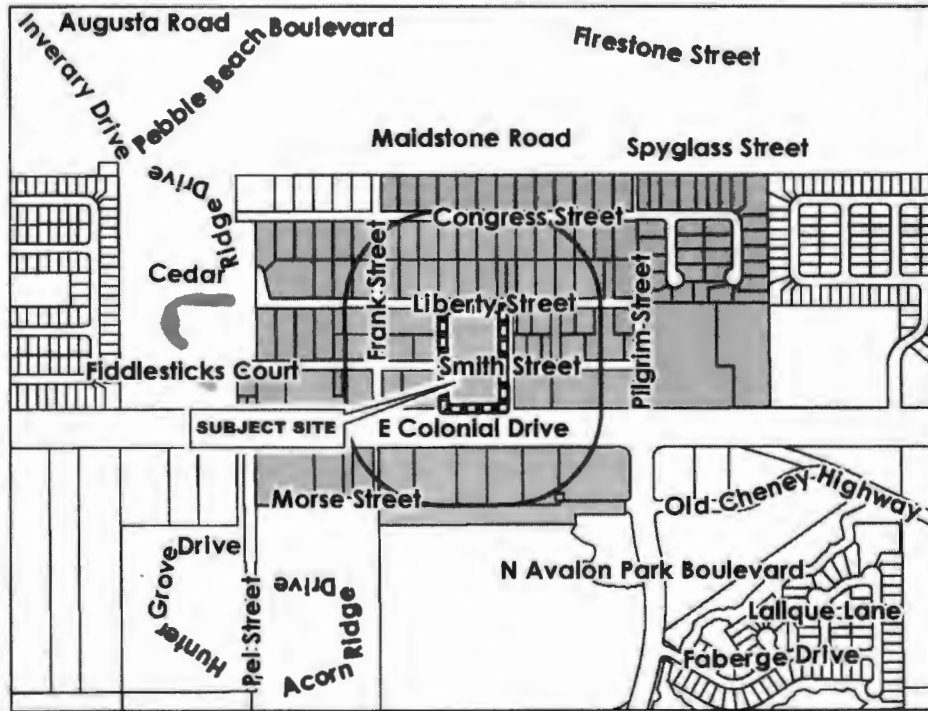 Augusta Road
Inverary Drive
Pebble Beach Boulevard
Firestone Street
Maidstone Road
Spyglass Street
Cedar Ridge Drive
Congress Street
Frank Street
Liberty Street
Pilgrim Street
Fiddlesticks Court
Smith Street
SUBJECT SITE
E Colonial Drive
Morse Street
Old Cheney Highway
Hunter Grove Drive
Pel Street
Acorn Ridge Drive
N Avalon Park Boulevard
Lalique Lane
Faberge Drive